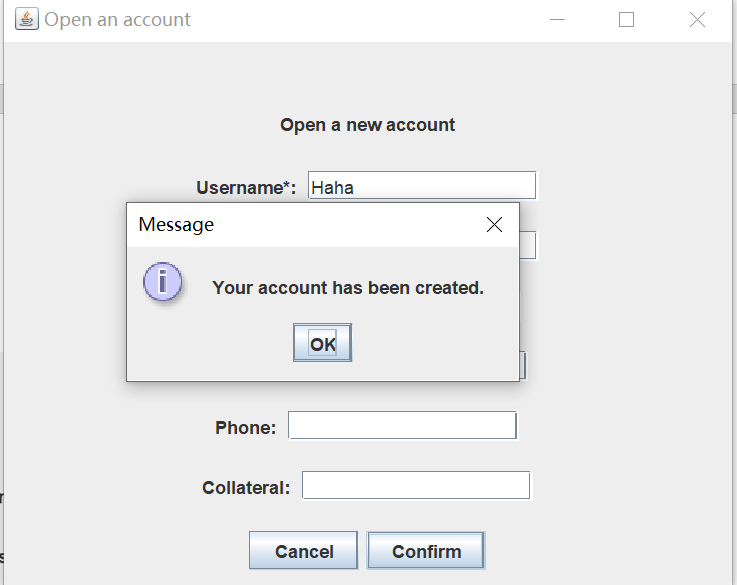 Open an account
Open a new account
Username*: Haha
Message
Your account has been created.
OK
Phone:
Collateral:
Cancel Confirm